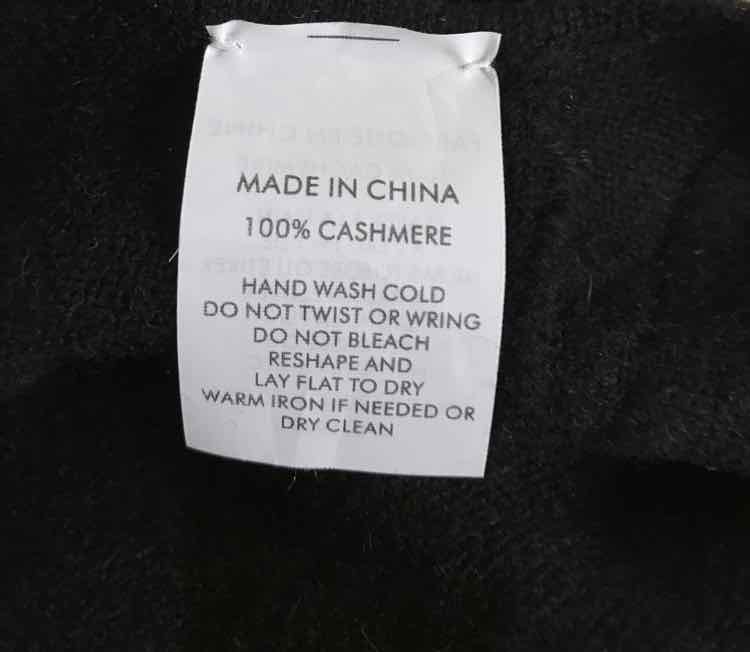 MADE IN CHINA
100% CASHMERE
HAND WASH COLD
DO NOT TWIST OR WRING
DO NOT BLEACH
RESHAPE AND
LAY FLAT TO DRY
WARM IRON IF NEEDED OR
DRY CLEAN